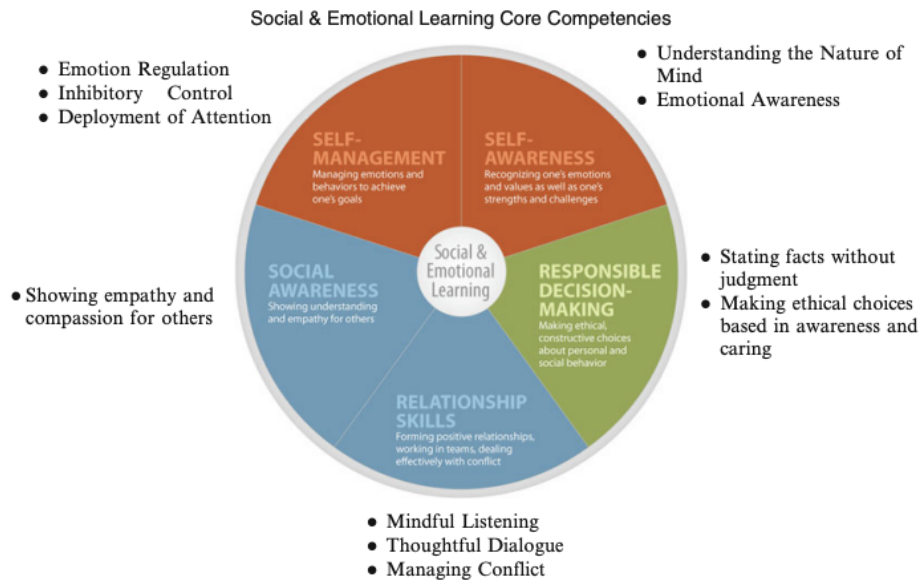 Social & Emotional Learning Core Competencies
● Emotion Regulation
● Inhibitory Control
● Deployment of Attention
● Understanding the Nature of
Mind
● Emotional Awareness
SELF-
MANAGEMENT
Managing emotions and
behaviors to achieve
one's goals
SELF-
AWARENESS
Recognizing one's emotions
and values as well as one's
strengths and challenges
● Showing empathy and
compassion for others
SOCIAL
AWARENESS
Showing understanding
and empathy for others
Social &
Emotional
Learning
RESPONSIBLE
DECISION-
MAKING
Making ethical,
constructive choices
about personal and
social behavior
● Stating facts without
judgment
● Making ethical choices
based in awareness and
caring
RELATIONSHIP
SKILLS
Forming positive relationships,
working in teams, dealing
effectively with conflict
● Mindful Listening
● Thoughtful Dialogue
● Managing Conflict